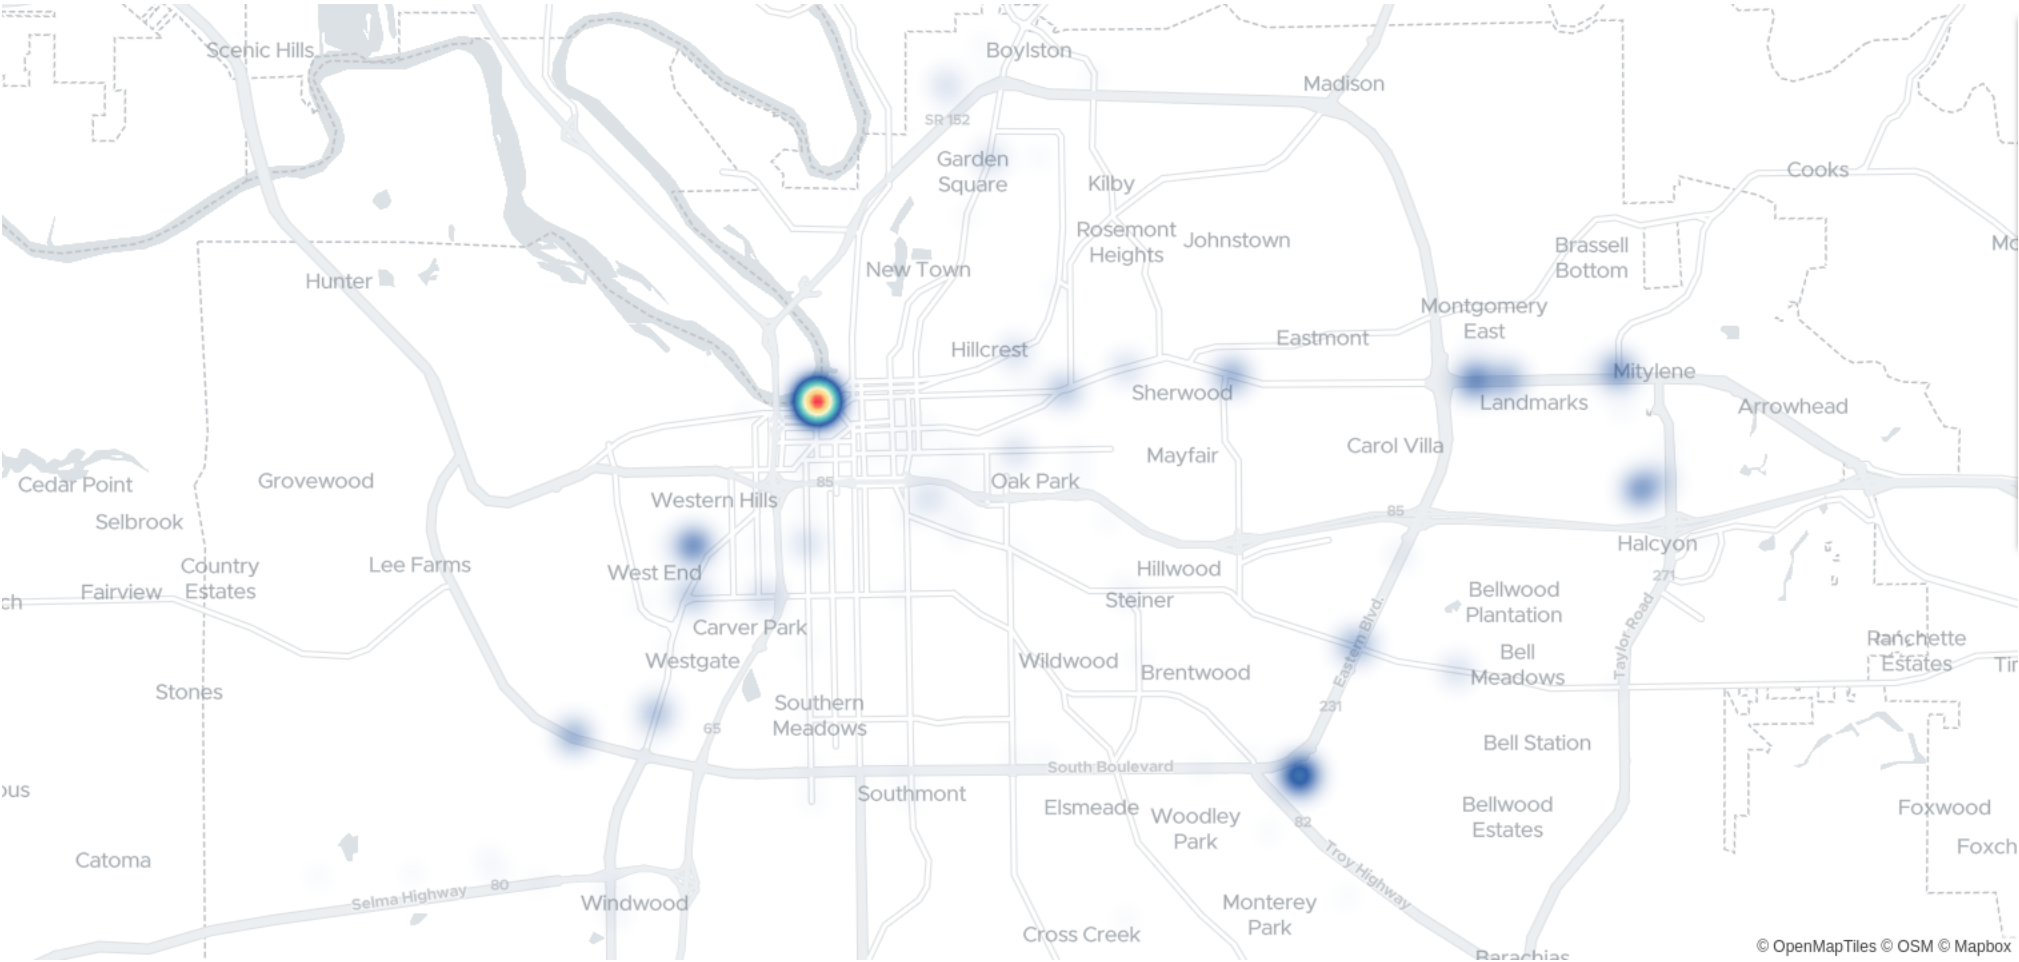 Scenic Hills
Boylston
Madison
SR 152
Garden
Square
Kilby
Cooks
Rosemont
Heights
Johnstown
Brassell
Bottom
New Town
Hunter
Montgomery
East
Eastmont
Hillcrest
Mitylene
Sherwood
Landmarks
Arrowhead
Carol Villa
Mayfair
Cedar Point
Grovewood
85
Oak Park
Western Hills
Selbrook
85
Halcyon
Country
Estates
Lee Farms
West End
Hillwood
271
Fairview
Steiner
Bellwood
Plantation
Carver Park
Eastern Blvd.
Taylor Road
Ranchette
Estates
Westgate
Wildwood
Brentwood
Bell
Meadows
Stones
Southern
Meadows
231
65
Bell Station
South Boulevard
Southmont
Elsmeade
Woodley
Park
Bellwood
Estates
Foxwood
82
Catoma
Troy Highway
Selma Highway
80
Windwood
Monterey
Park
Cross Creek
© OpenMapTiles © OSM © Mapbox